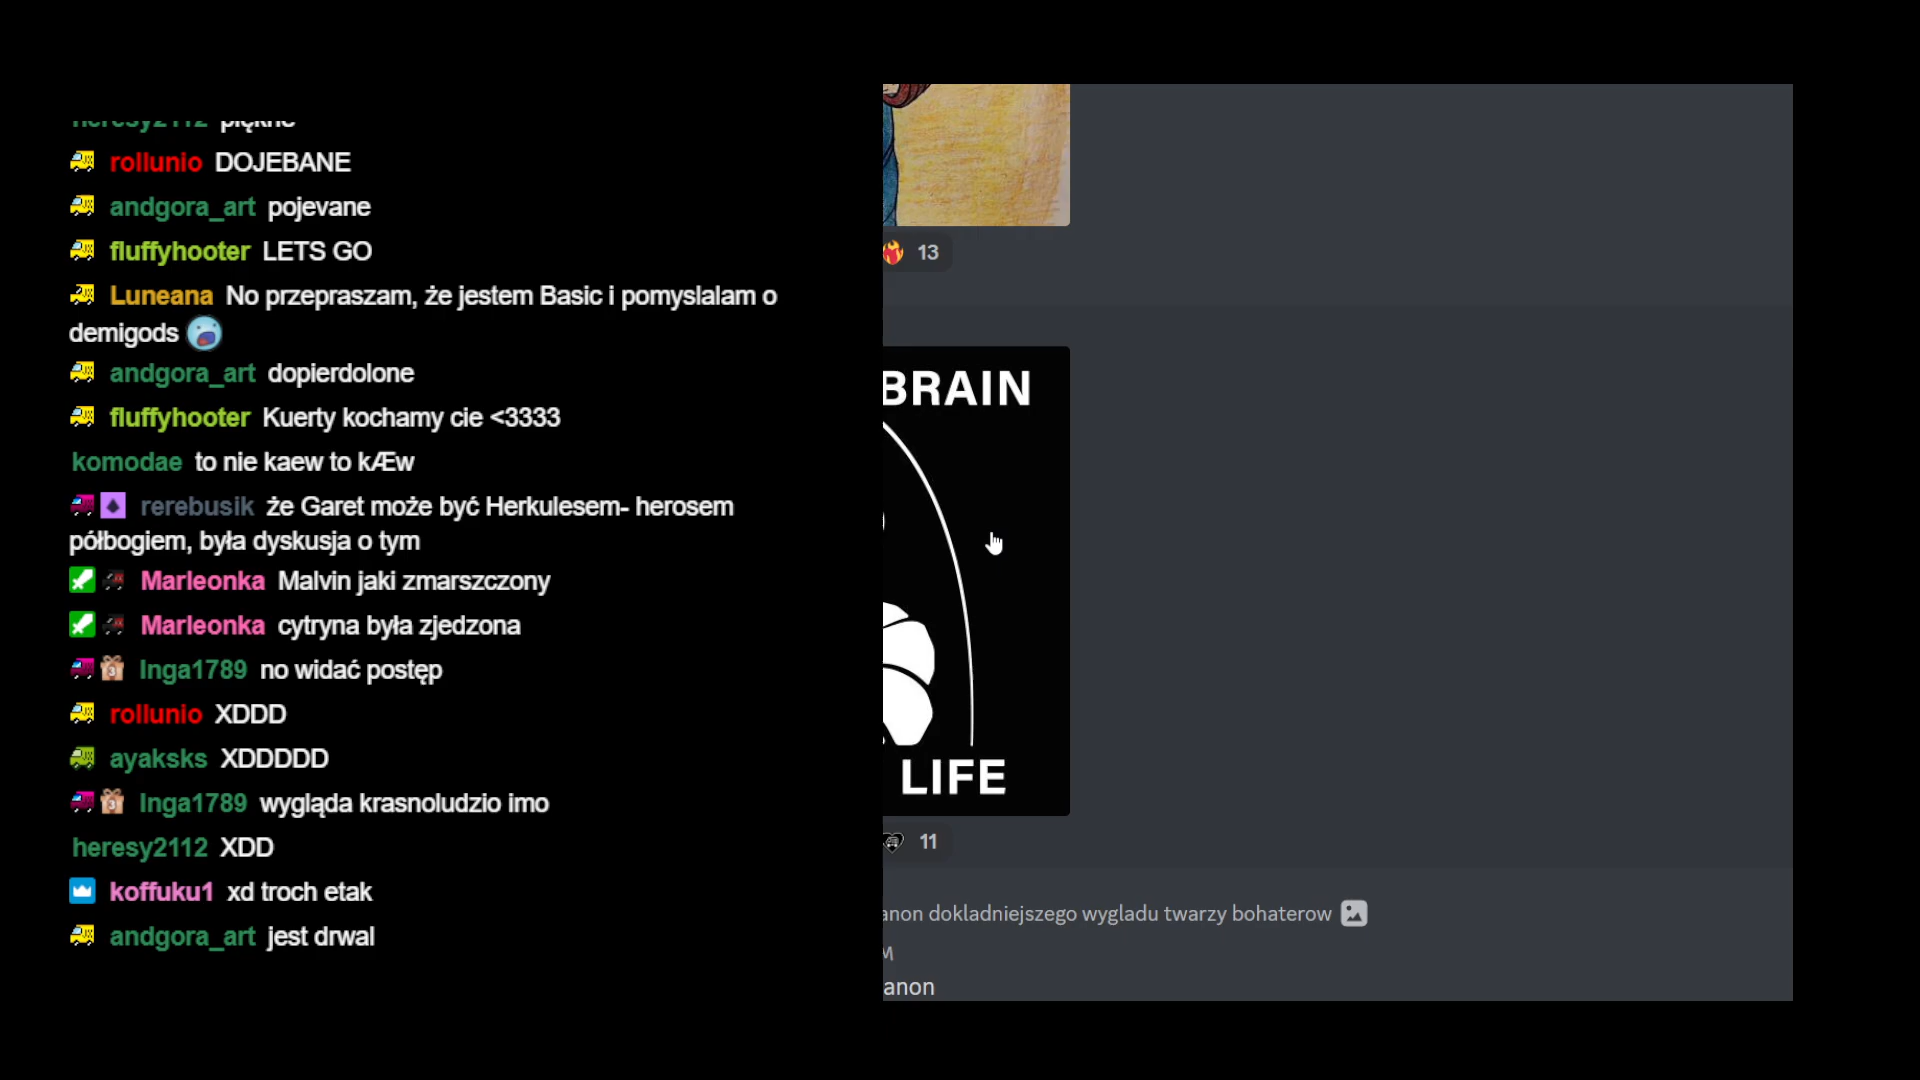 heresy2112 piękne
rollunio DOJEBANE
andgora_art pojevane
fluffyhooter LETS GO
Luneana No przepraszam, że jestem Basic i pomyslalam o
demigods
andgora_art dopierdolone
fluffyhooter Kuerty kochamy cie <3333
komodae to nie kaew to kÆw
rerebusik że Garet może być Herkulesem- herosem
półbogiem, była dyskusja o tym
Marleonka Malvin jaki zmarszczony
Marleonka cytryna była zjedzona
Inga1789 no widać postęp
rollunio XDDD
ayaksks XDDDDD
Inga1789 wygląda krasnoludzio imo
heresy2112 XDD
koffuku1 xd troch etak
andgora_art jest drwal
13
BRAIN
LIFE
11
anon dokladniejszego wygladu twarzy bohaterow
M
anon